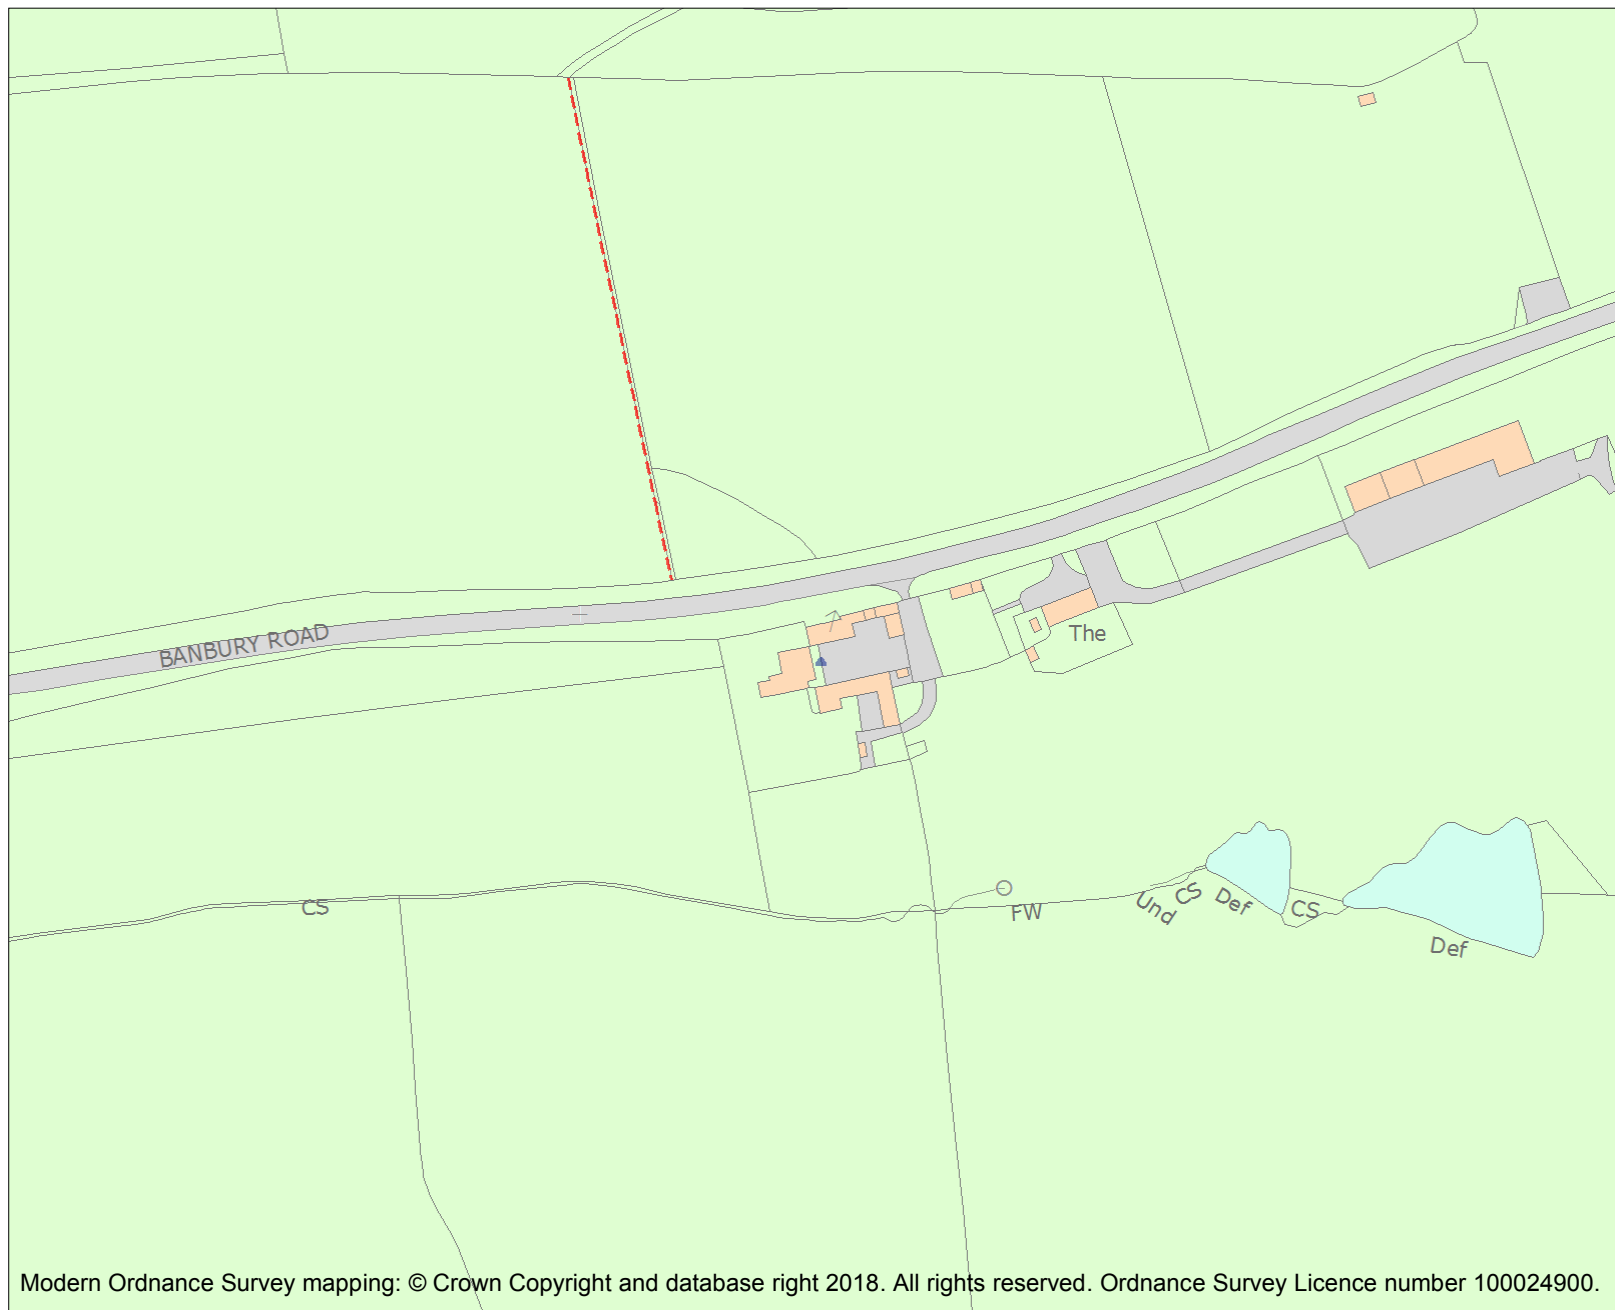 BANBURY ROAD
The
CS
FW
Und
CS
Def
CS
Def
Modern Ordnance Survey mapping: © Crown Copyright and database right 2018. All rights reserved. Ordnance Survey Licence number 100024900.